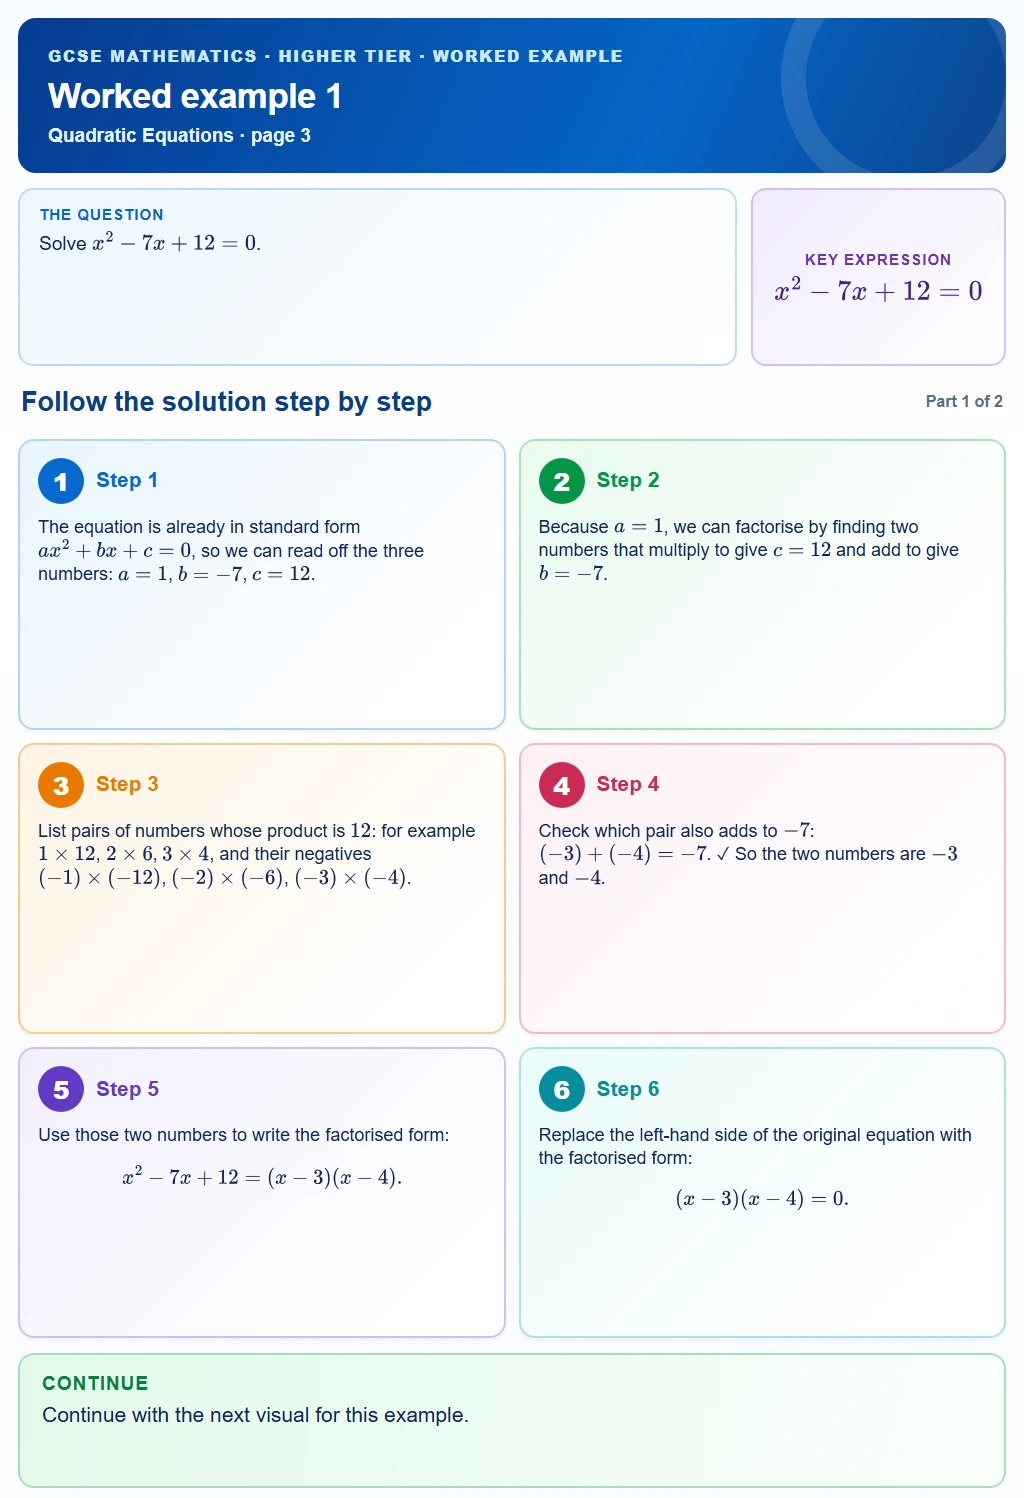 GCSE MATHEMATICS · HIGHER TIER · WORKED EXAMPLE
Worked example 1
Quadratic Equations · page 3
THE QUESTION
Solve x² − 7x + 12 = 0.
KEY EXPRESSION
x² − 7x + 12 = 0
Follow the solution step by step
Part 1 of 2
1 Step 1
The equation is already in standard form
ax² + bx + c = 0, so we can read off the three
numbers: a = 1, b = −7, c = 12.
2 Step 2
Because a = 1, we can factorise by finding two
numbers that multiply to give c = 12 and add to give
b = −7.
3 Step 3
List pairs of numbers whose product is 12: for example
1 × 12, 2 × 6, 3 × 4, and their negatives
(−1) × (−12), (−2) × (−6), (−3) × (−4).
4 Step 4
Check which pair also adds to −7:
(−3) + (−4) = −7. ✓ So the two numbers are −3
and −4.
5 Step 5
Use those two numbers to write the factorised form:
x² − 7x + 12 = (x − 3)(x − 4).
6 Step 6
Replace the left-hand side of the original equation with
the factorised form:
(x − 3)(x − 4) = 0.
CONTINUE
Continue with the next visual for this example.